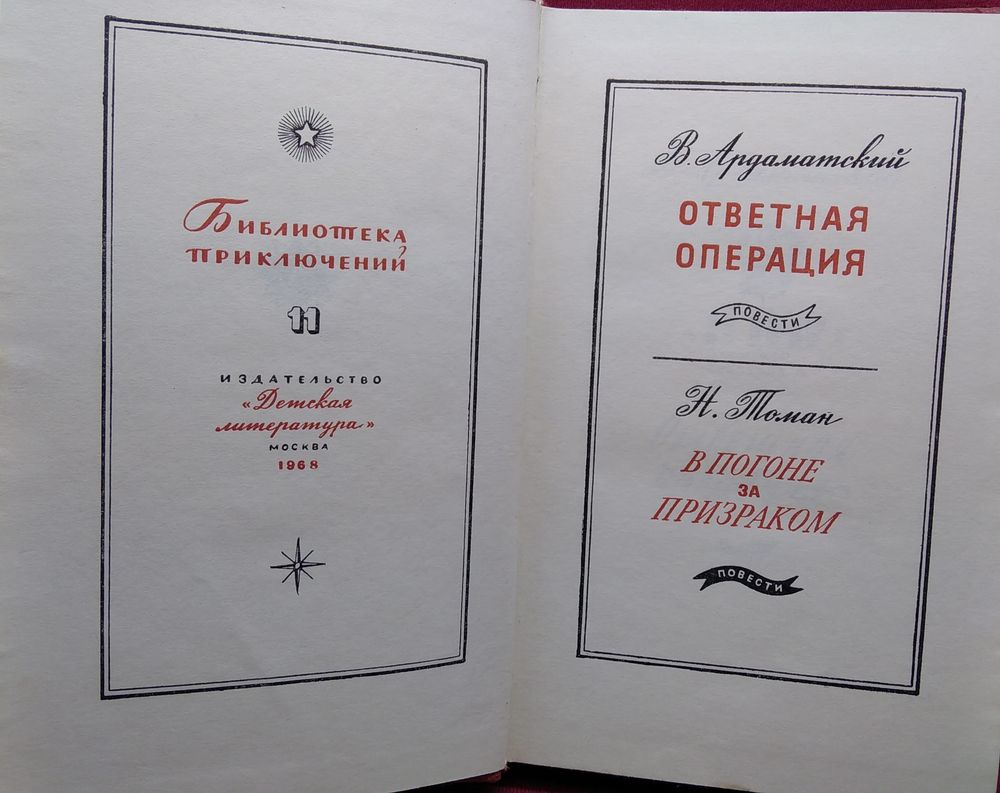 Библиотека
приключений
11
ИЗДАТЕЛЬСТВО
«Детская
литература»
МОСКВА
1968
В. Ардаматский
ОТВЕТНАЯ
ОПЕРАЦИЯ
ПОВЕСТИ
Н. Томан
В ПОГОНЕ
ЗА
ПРИЗРАКОМ
ПОВЕСТИ